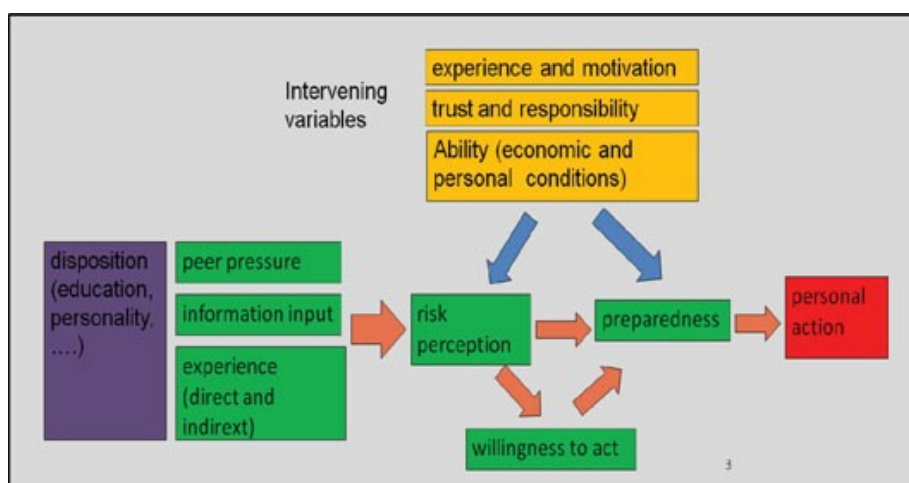 Intervening
variables
experience and motivation
trust and responsibility
Ability (economic and
personal conditions)
disposition
(education,
personality,
....)
peer pressure
information input
experience
(direct and
indirext)
risk
perception
preparedness
personal
action
willingness to act
3